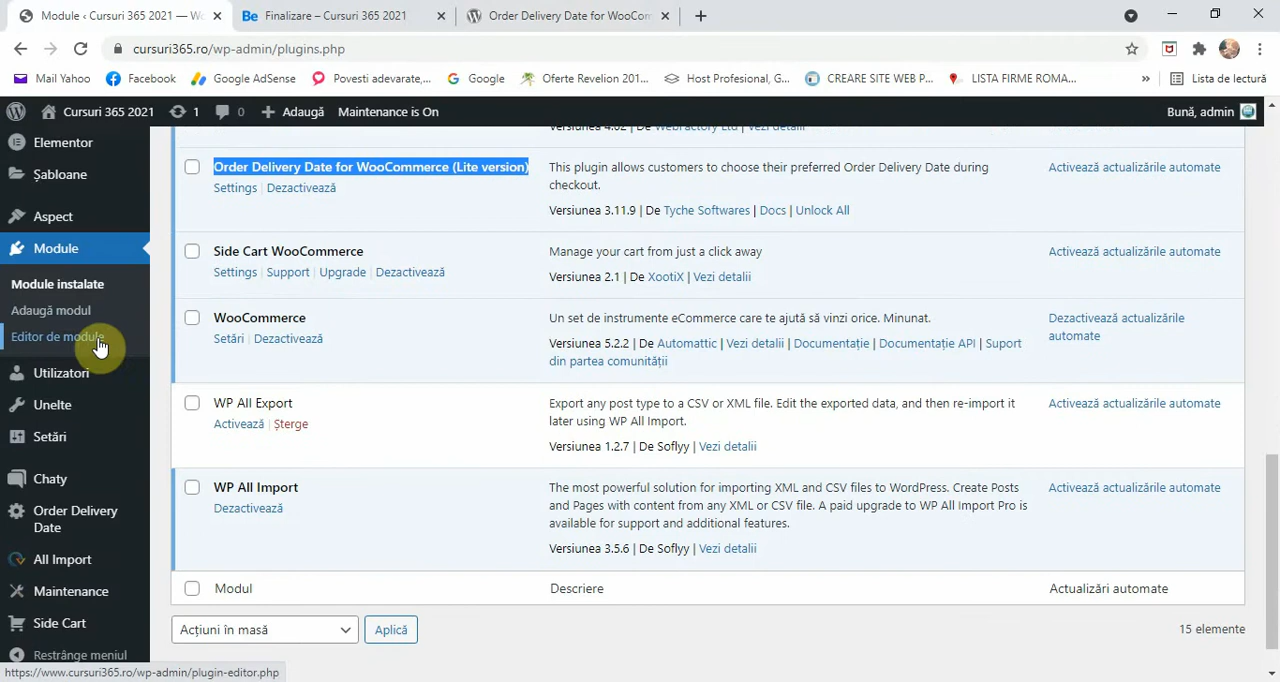 Module ‹ Cursuri 365 2021 — Wo
Be Finalizare – Cursuri 365 2021
Order Delivery Date for WooCom
cursuri365.ro/wp-admin/plugins.php
Mail Yahoo
Facebook
Google AdSense
Povesti adevarate,...
Google
Oferte Revelion 201...
Host Profesional, G...
CREARE SITE WEB P...
LISTA FIRME ROMA...
»
Lista de lectură
Cursuri 365 2021
1
0
Adaugă
Maintenance is On
Bună, admin
Elementor
Șabloane
Aspect
Module
Module instalate
Adaugă modul
Editor de module
Utilizatori
Unelte
Setări
Chaty
Order Delivery
Date
All Import
Maintenance
Side Cart
Restrânge meniul
Versiunea 4.02 | De WebFactory Ltd | Vezi detalii
Order Delivery Date for WooCommerce (Lite version)
Settings | Dezactivează
This plugin allows customers to choose their preferred Order Delivery Date during
checkout.
Versiunea 3.11.9 | De Tyche Softwares | Docs | Unlock All
Activează actualizările automate
Side Cart WooCommerce
Settings | Support | Upgrade | Dezactivează
Manage your cart from just a click away
Versiunea 2.1 | De XootiX | Vezi detalii
Activează actualizările automate
WooCommerce
Setări | Dezactivează
Un set de instrumente eCommerce care te ajută să vinzi orice. Minunat.
Versiunea 5.2.2 | De Automattic | Vezi detalii | Documentație | Documentație API | Suport
din partea comunității
Dezactivează actualizările
automate
WP All Export
Activează | Șterge
Export any post type to a CSV or XML file. Edit the exported data, and then re-import it
later using WP All Import.
Versiunea 1.2.7 | De Soflyy | Vezi detalii
Activează actualizările automate
WP All Import
Dezactivează
The most powerful solution for importing XML and CSV files to WordPress. Create Posts
and Pages with content from any XML or CSV file. A paid upgrade to WP All Import Pro is
available for support and additional features.
Versiunea 3.5.6 | De Soflyy | Vezi detalii
Activează actualizările automate
Modul
Descriere
Actualizări automate
Acțiuni în masă
Aplică
15 elemente
https://www.cursuri365.ro/wp-admin/plugin-editor.php